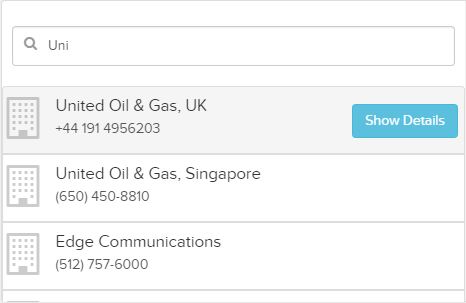 Uni
United Oil & Gas, UK
+44 191 4956203
Show Details
United Oil & Gas, Singapore
(650) 450-8810
Edge Communications
(512) 757-6000